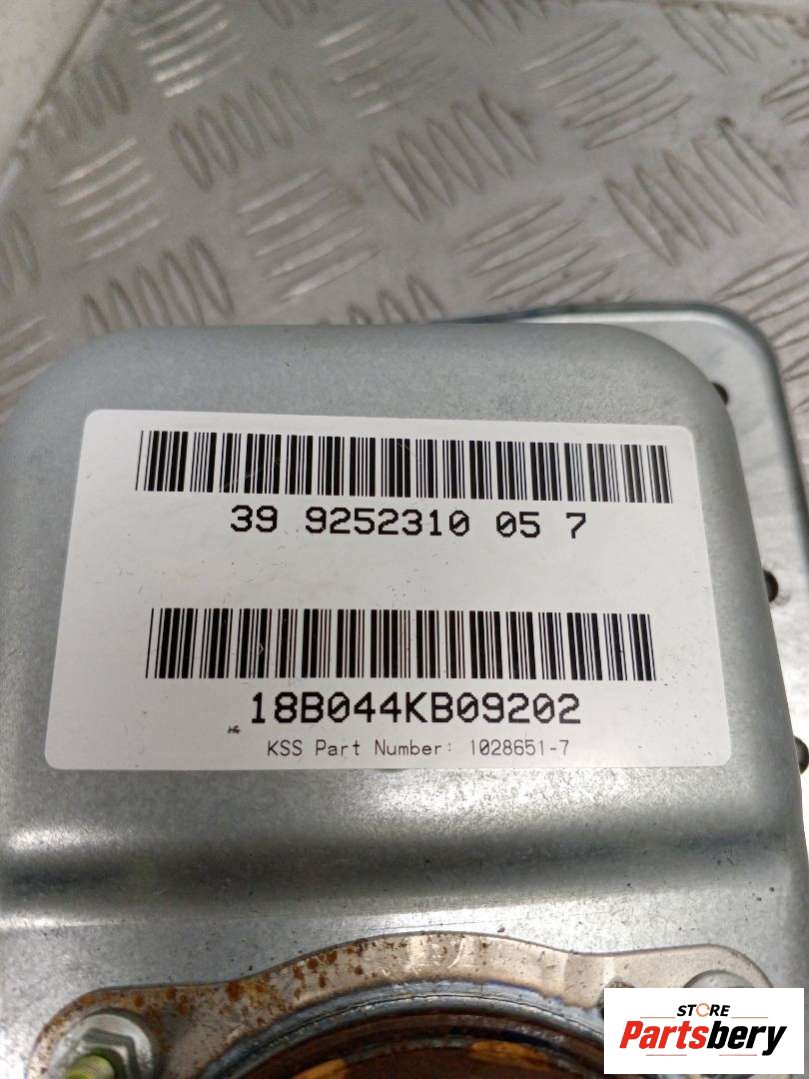 39 9252310 05 7
18B044KB09202
KSS Part Number: 1028651-7
STORE
Partsbery